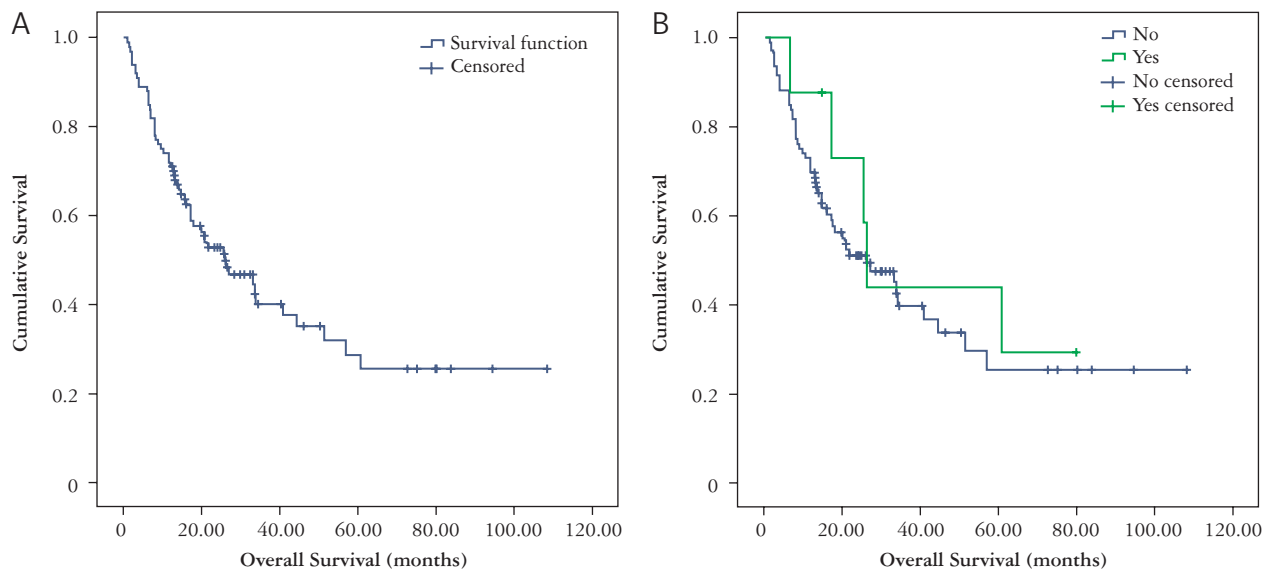 A
Survival function
Censored
Cumulative Survival
1.0
0.8
0.6
0.4
0.2
0
0 20.00 40.00 60.00 80.00 100.00 120.00
Overall Survival (months)
B
No
Yes
No censored
Yes censored
Cumulative Survival
1.0
0.8
0.6
0.4
0.2
0
0 20.00 40.00 60.00 80.00 100.00 120.00
Overall Survival (months)